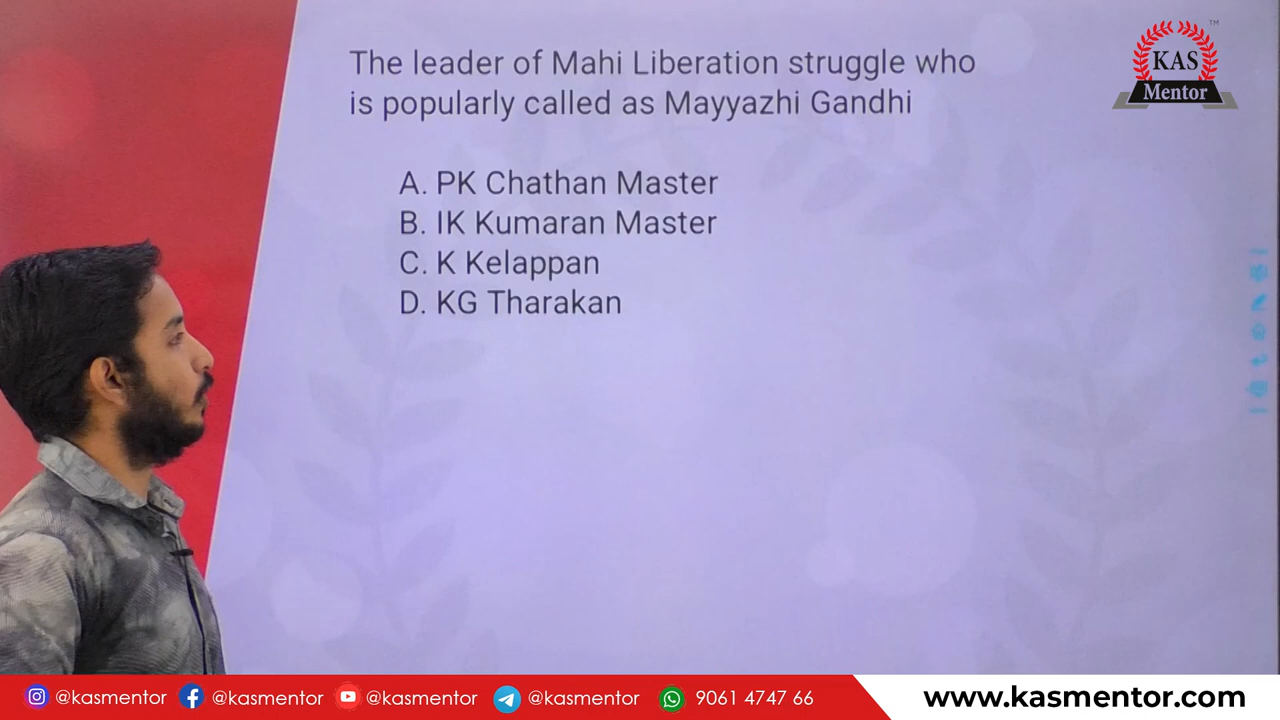 The leader of Mahi Liberation struggle who
is popularly called as Mayyazhi Gandhi
A. PK Chathan Master
B. IK Kumaran Master
C. K Kelappan
D. KG Tharakan
KAS
Mentor
TM
@kasmentor @kasmentor @kasmentor @kasmentor 9061 4747 66
www.kasmentor.com